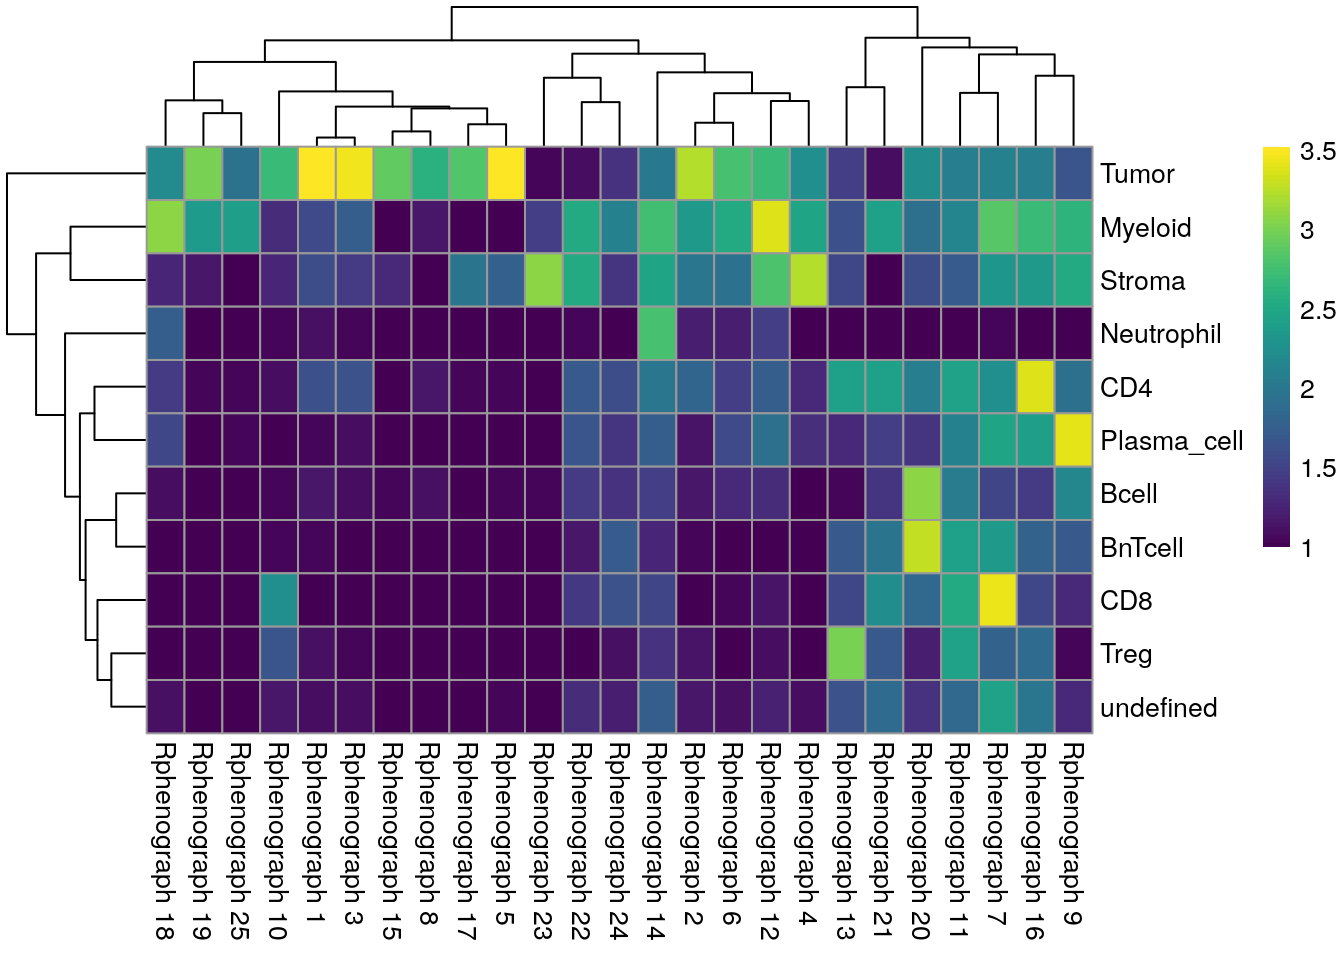 3.5
3
2.5
2
1.5
1
Tumor
Myeloid
Stroma
Neutrophil
CD4
Plasma_cell
Bcell
BnTcell
CD8
Treg
undefined
Rphenograph 18
Rphenograph 19
Rphenograph 25
Rphenograph 10
Rphenograph 1
Rphenograph 3
Rphenograph 15
Rphenograph 8
Rphenograph 17
Rphenograph 5
Rphenograph 23
Rphenograph 22
Rphenograph 24
Rphenograph 14
Rphenograph 2
Rphenograph 6
Rphenograph 12
Rphenograph 4
Rphenograph 13
Rphenograph 21
Rphenograph 20
Rphenograph 11
Rphenograph 7
Rphenograph 16
Rphenograph 9